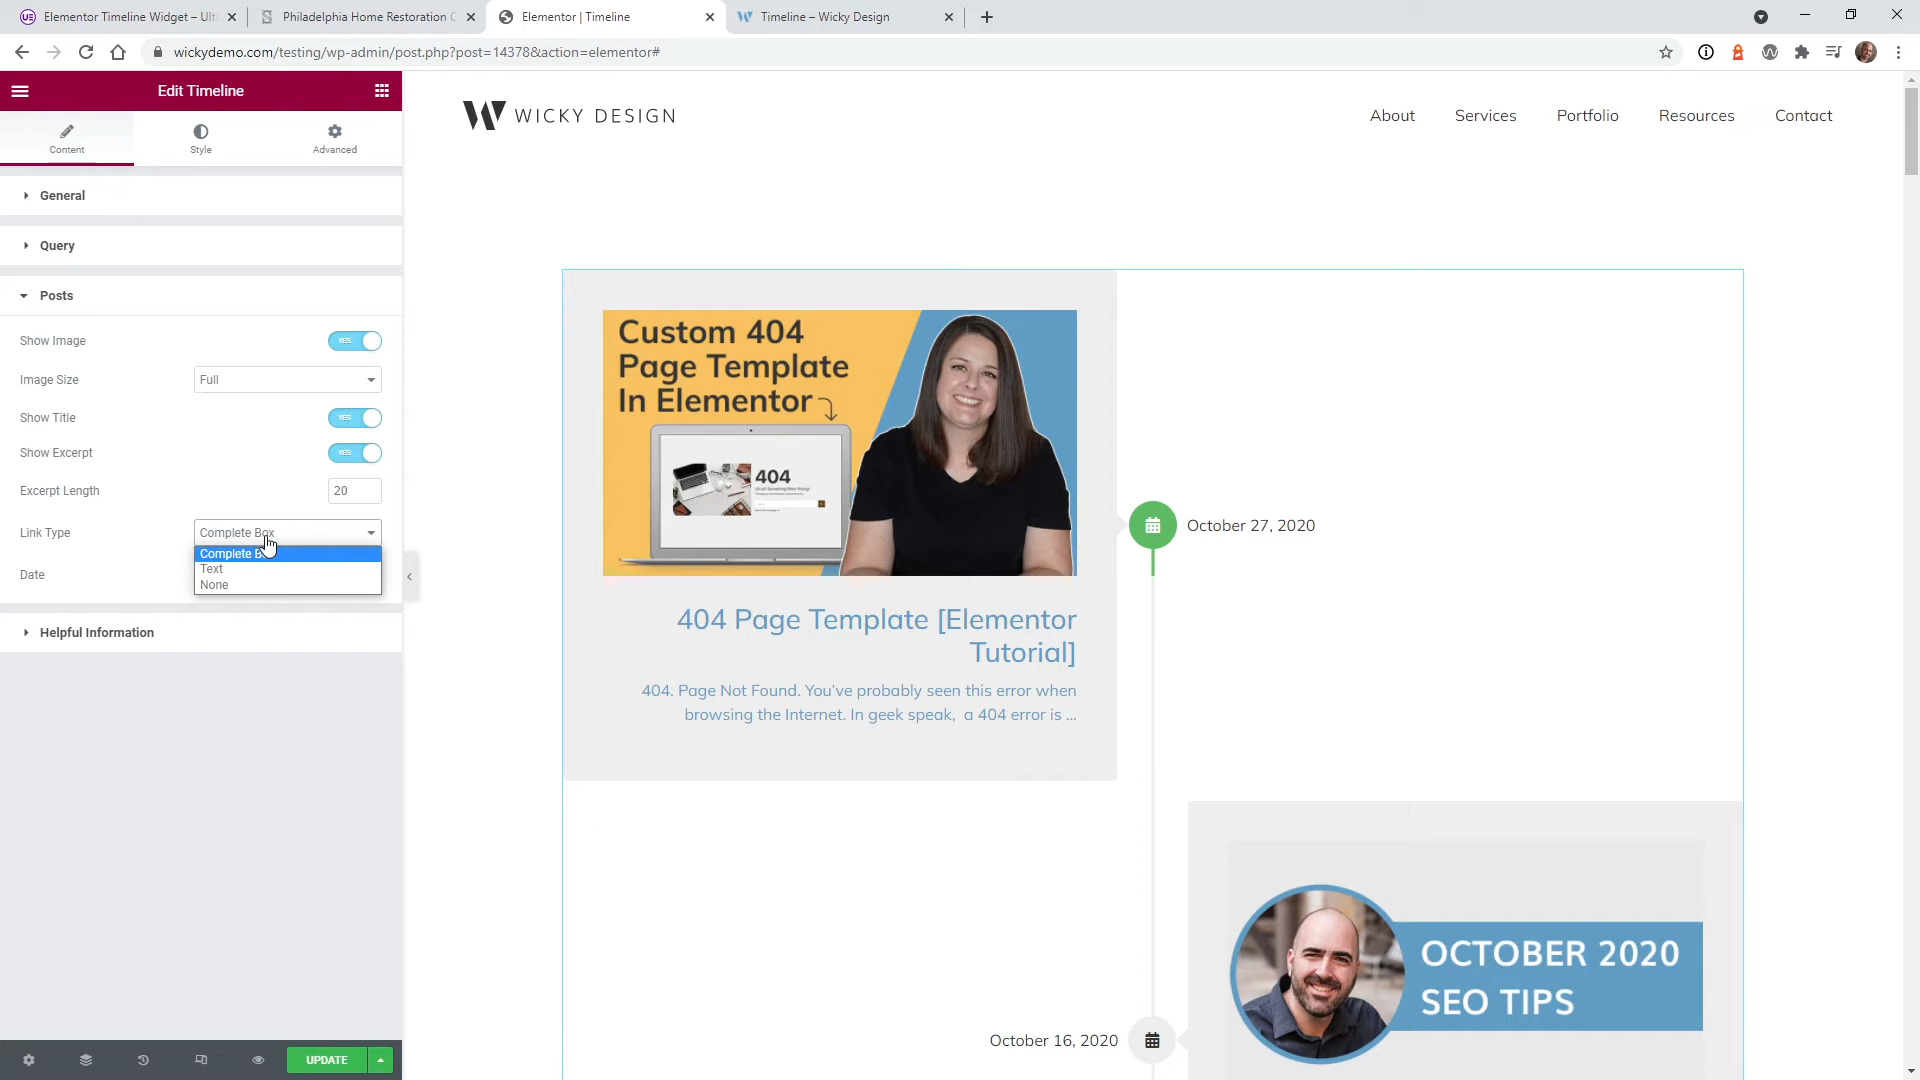 Elementor Timeline Widget – Ulti
Philadelphia Home Restoration C
Elementor | Timeline
Timeline – Wicky Design
wickydemo.com/testing/wp-admin/post.php?post=14378&action=elementor#
Edit Timeline
Content
Style
Advanced
General
Query
Posts
Show Image
YES
Image Size
Full
Show Title
YES
Show Excerpt
YES
Excerpt Length
20
Link Type
Complete Box
Complete B
Text
None
Date
Helpful Information
UPDATE
WICKY DESIGN
About
Services
Portfolio
Resources
Contact
Custom 404
Page Template
In Elementor
404
October 27, 2020
404 Page Template [Elementor
Tutorial]
404. Page Not Found. You've probably seen this error when
browsing the Internet. In geek speak, a 404 error is ...
OCTOBER 2020
SEO TIPS
October 16, 2020